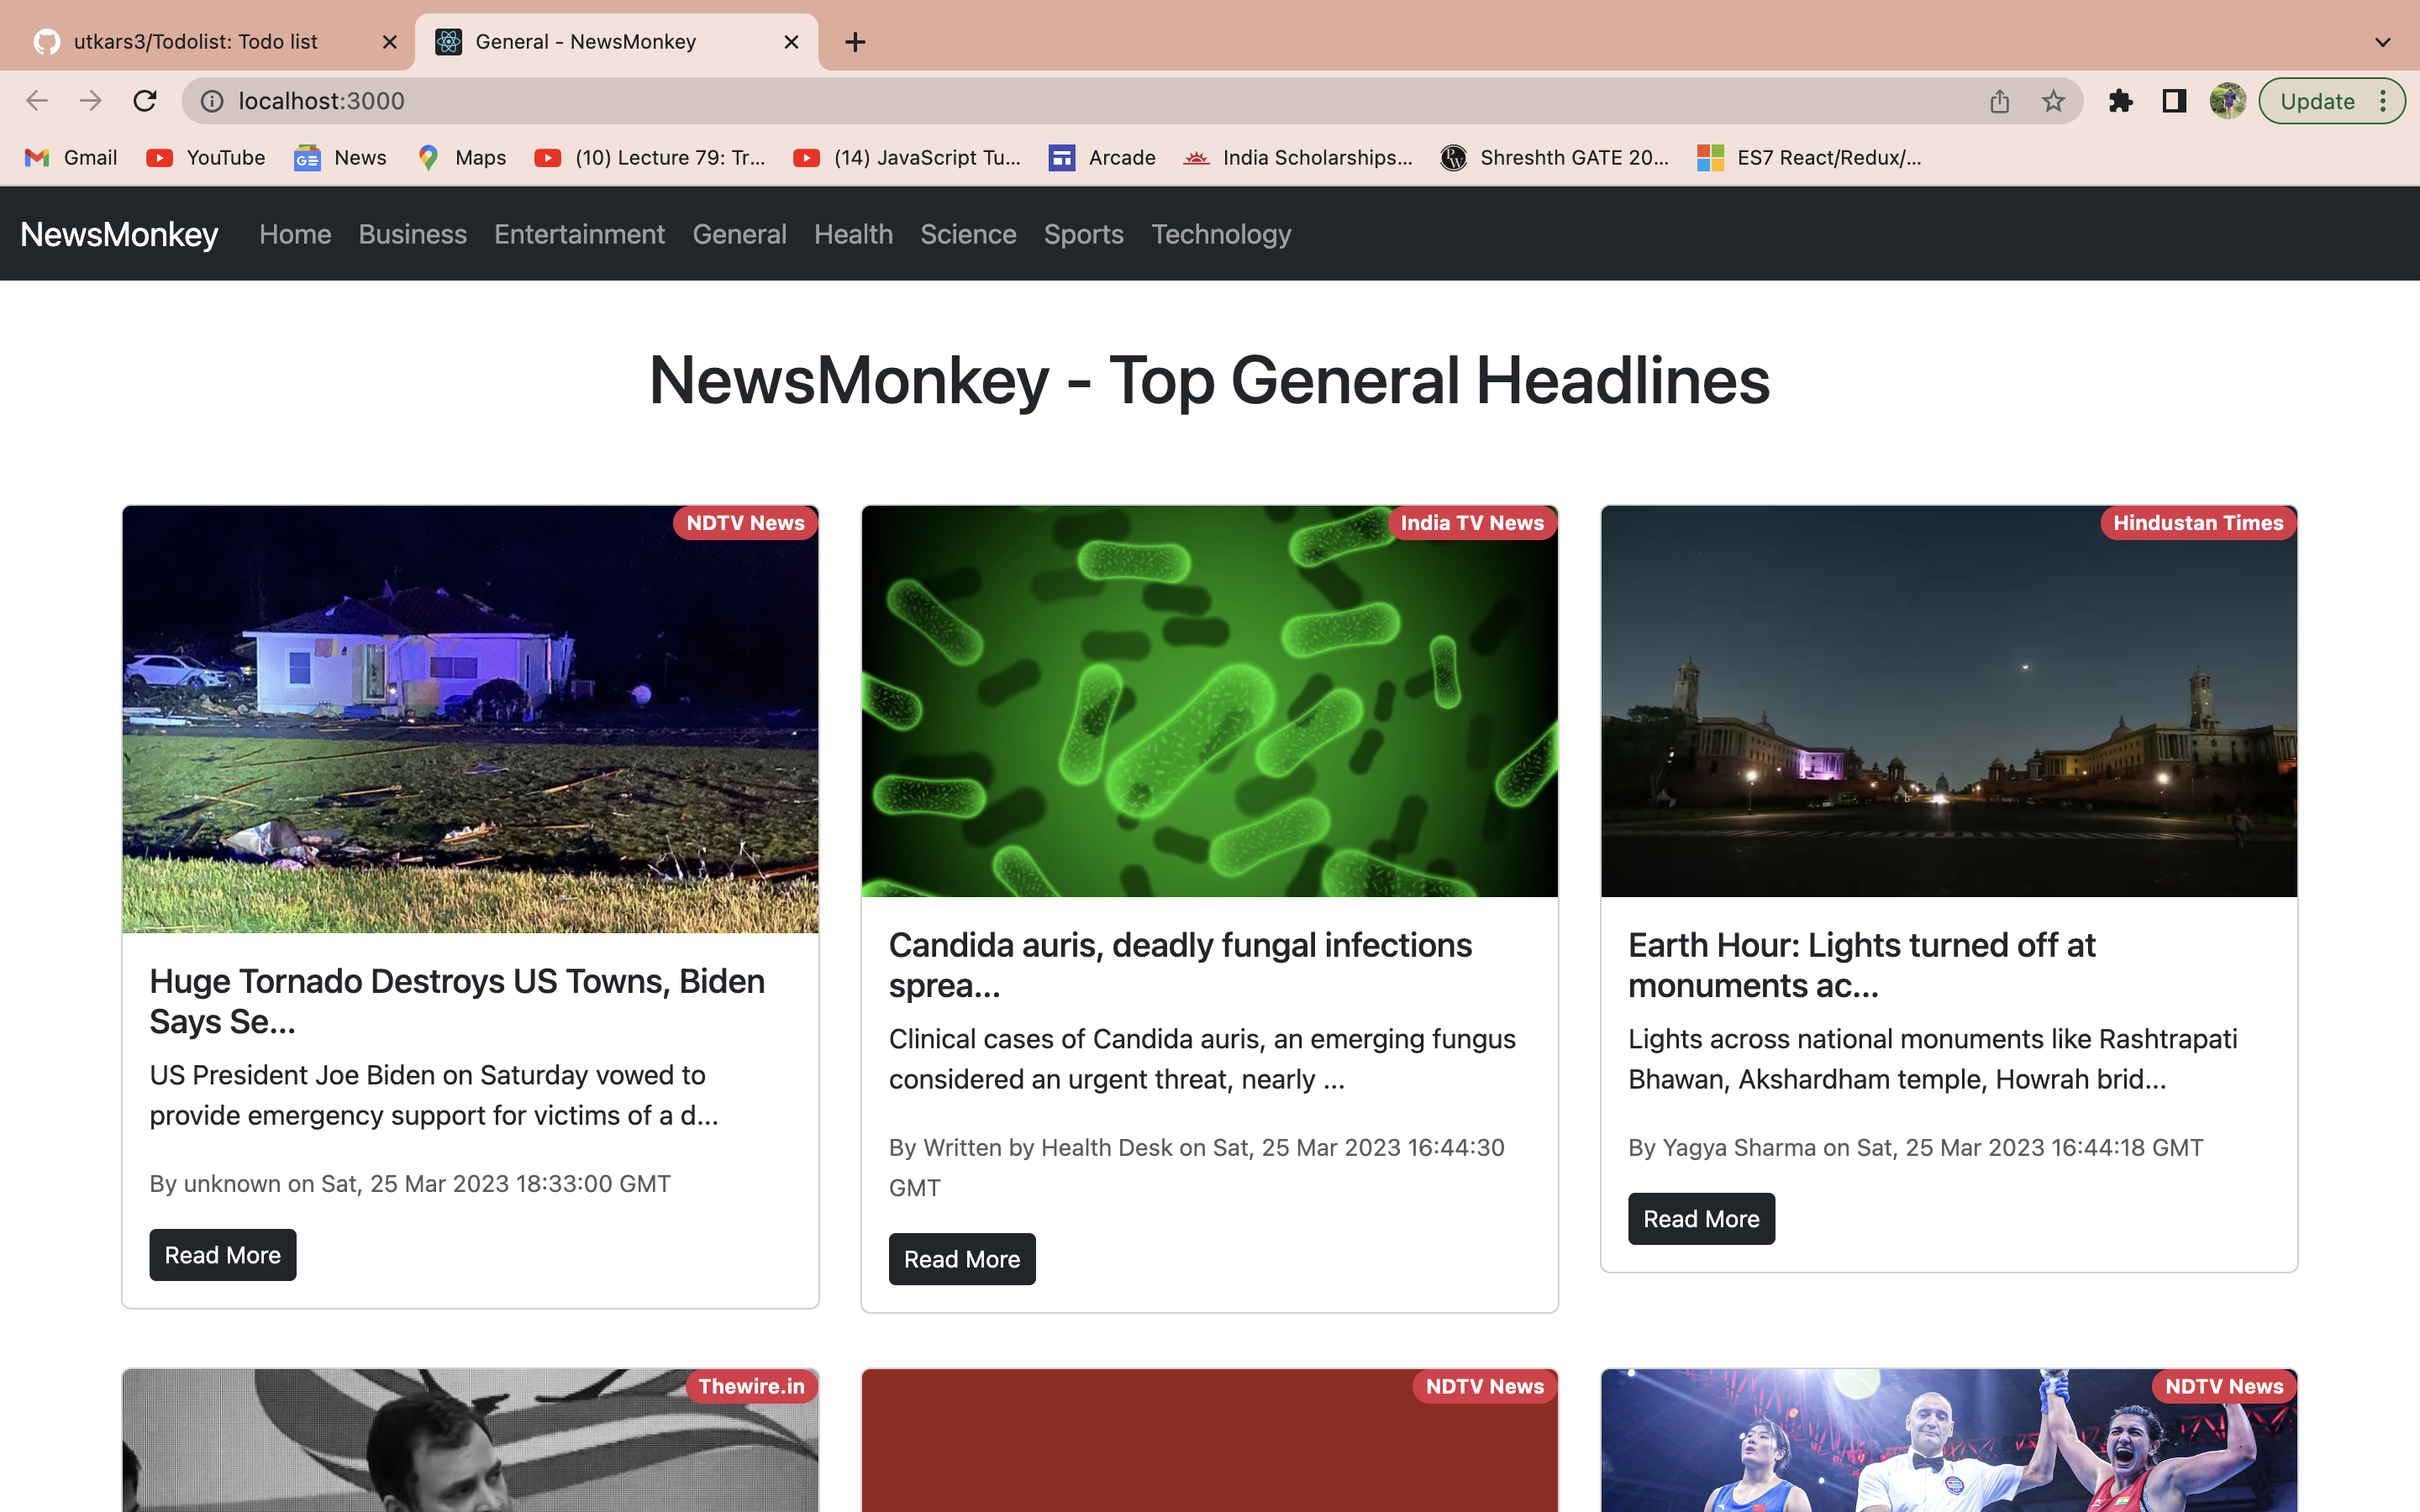 utkars3/Todolist: Todo list
General - NewsMonkey
localhost:3000
Update
Gmail
YouTube
News
Maps
(10) Lecture 79: Tr...
(14) JavaScript Tu...
Arcade
India Scholarships...
Shreshth GATE 20...
ES7 React/Redux/...
NewsMonkey
Home
Business
Entertainment
General
Health
Science
Sports
Technology
NewsMonkey - Top General Headlines
NDTV News
Huge Tornado Destroys US Towns, Biden
Says Se...
US President Joe Biden on Saturday vowed to
provide emergency support for victims of a d...
By unknown on Sat, 25 Mar 2023 18:33:00 GMT
Read More
India TV News
Candida auris, deadly fungal infections
sprea...
Clinical cases of Candida auris, an emerging fungus
considered an urgent threat, nearly ...
By Written by Health Desk on Sat, 25 Mar 2023 16:44:30
GMT
Read More
Hindustan Times
Earth Hour: Lights turned off at
monuments ac...
Lights across national monuments like Rashtrapati
Bhawan, Akshardham temple, Howrah brid...
By Yagya Sharma on Sat, 25 Mar 2023 16:44:18 GMT
Read More
Thewire.in
NDTV News
NDTV News